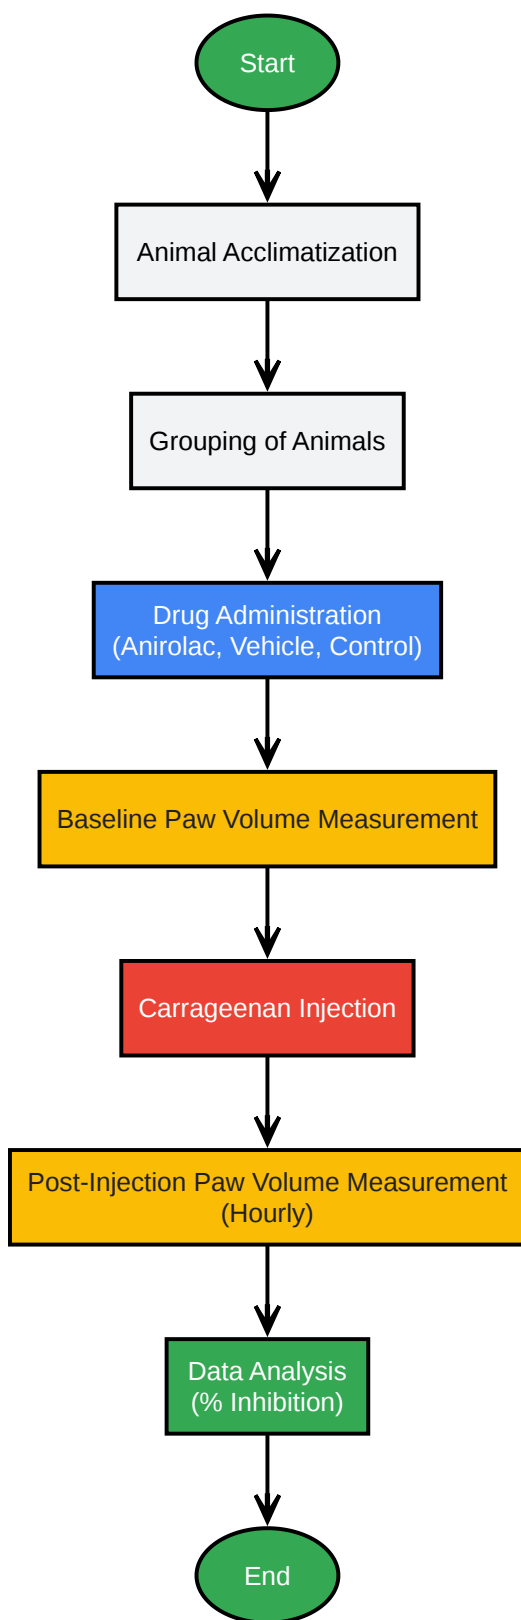 Start
Animal Acclimatization
Grouping of Animals
Drug Administration
(Anirolac, Vehicle, Control)
Baseline Paw Volume Measurement
Carrageenan Injection
Post-Injection Paw Volume Measurement
(Hourly)
Data Analysis
(% Inhibition)
End